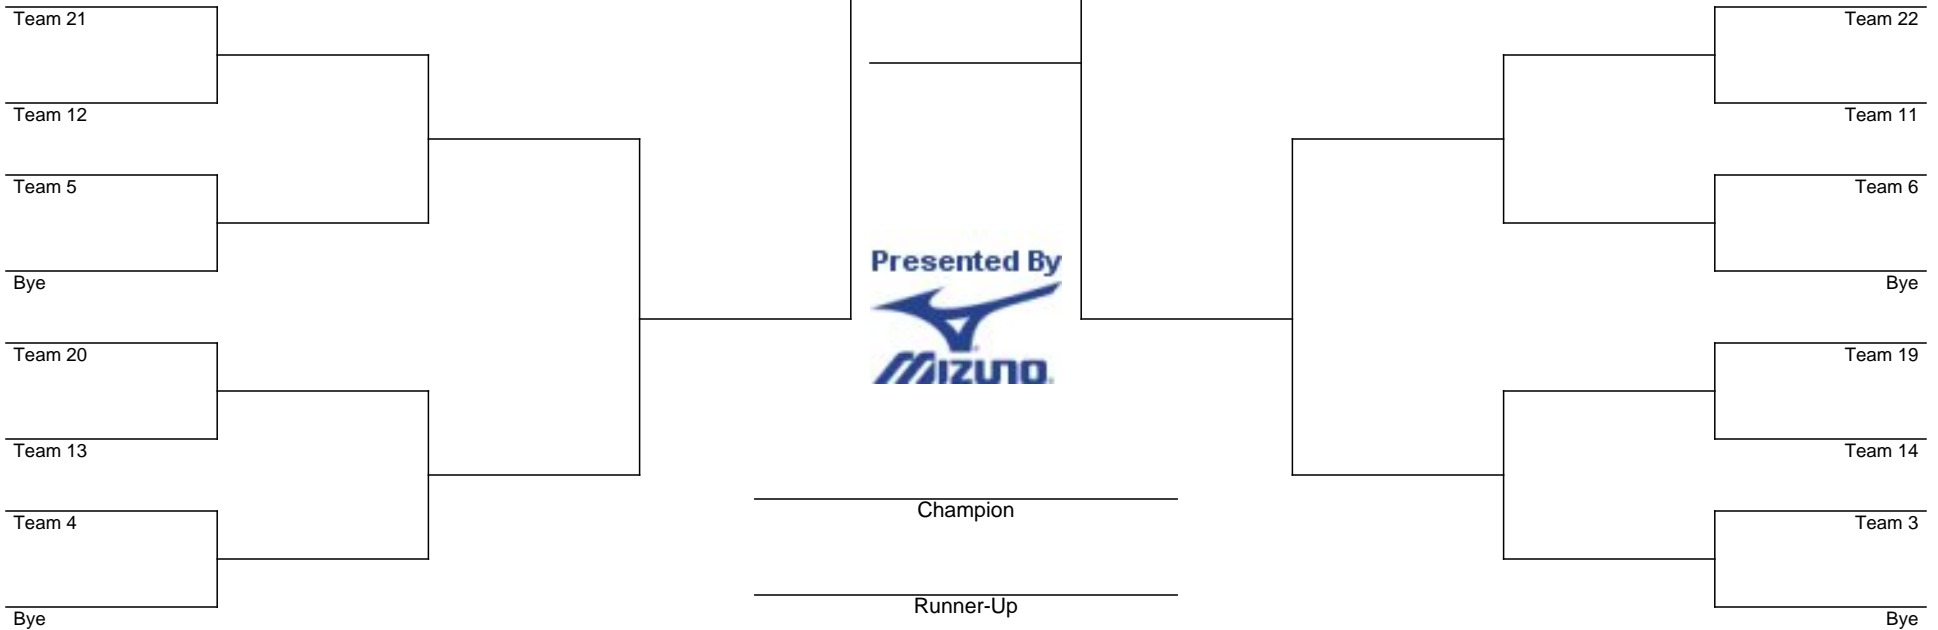 Team 21
Team 12
Team 5
Bye
Team 20
Team 13
Team 4
Bye
Presented By
MIZUNO
Champion
Runner-Up
Team 22
Team 11
Team 6
Bye
Team 19
Team 14
Team 3
Bye